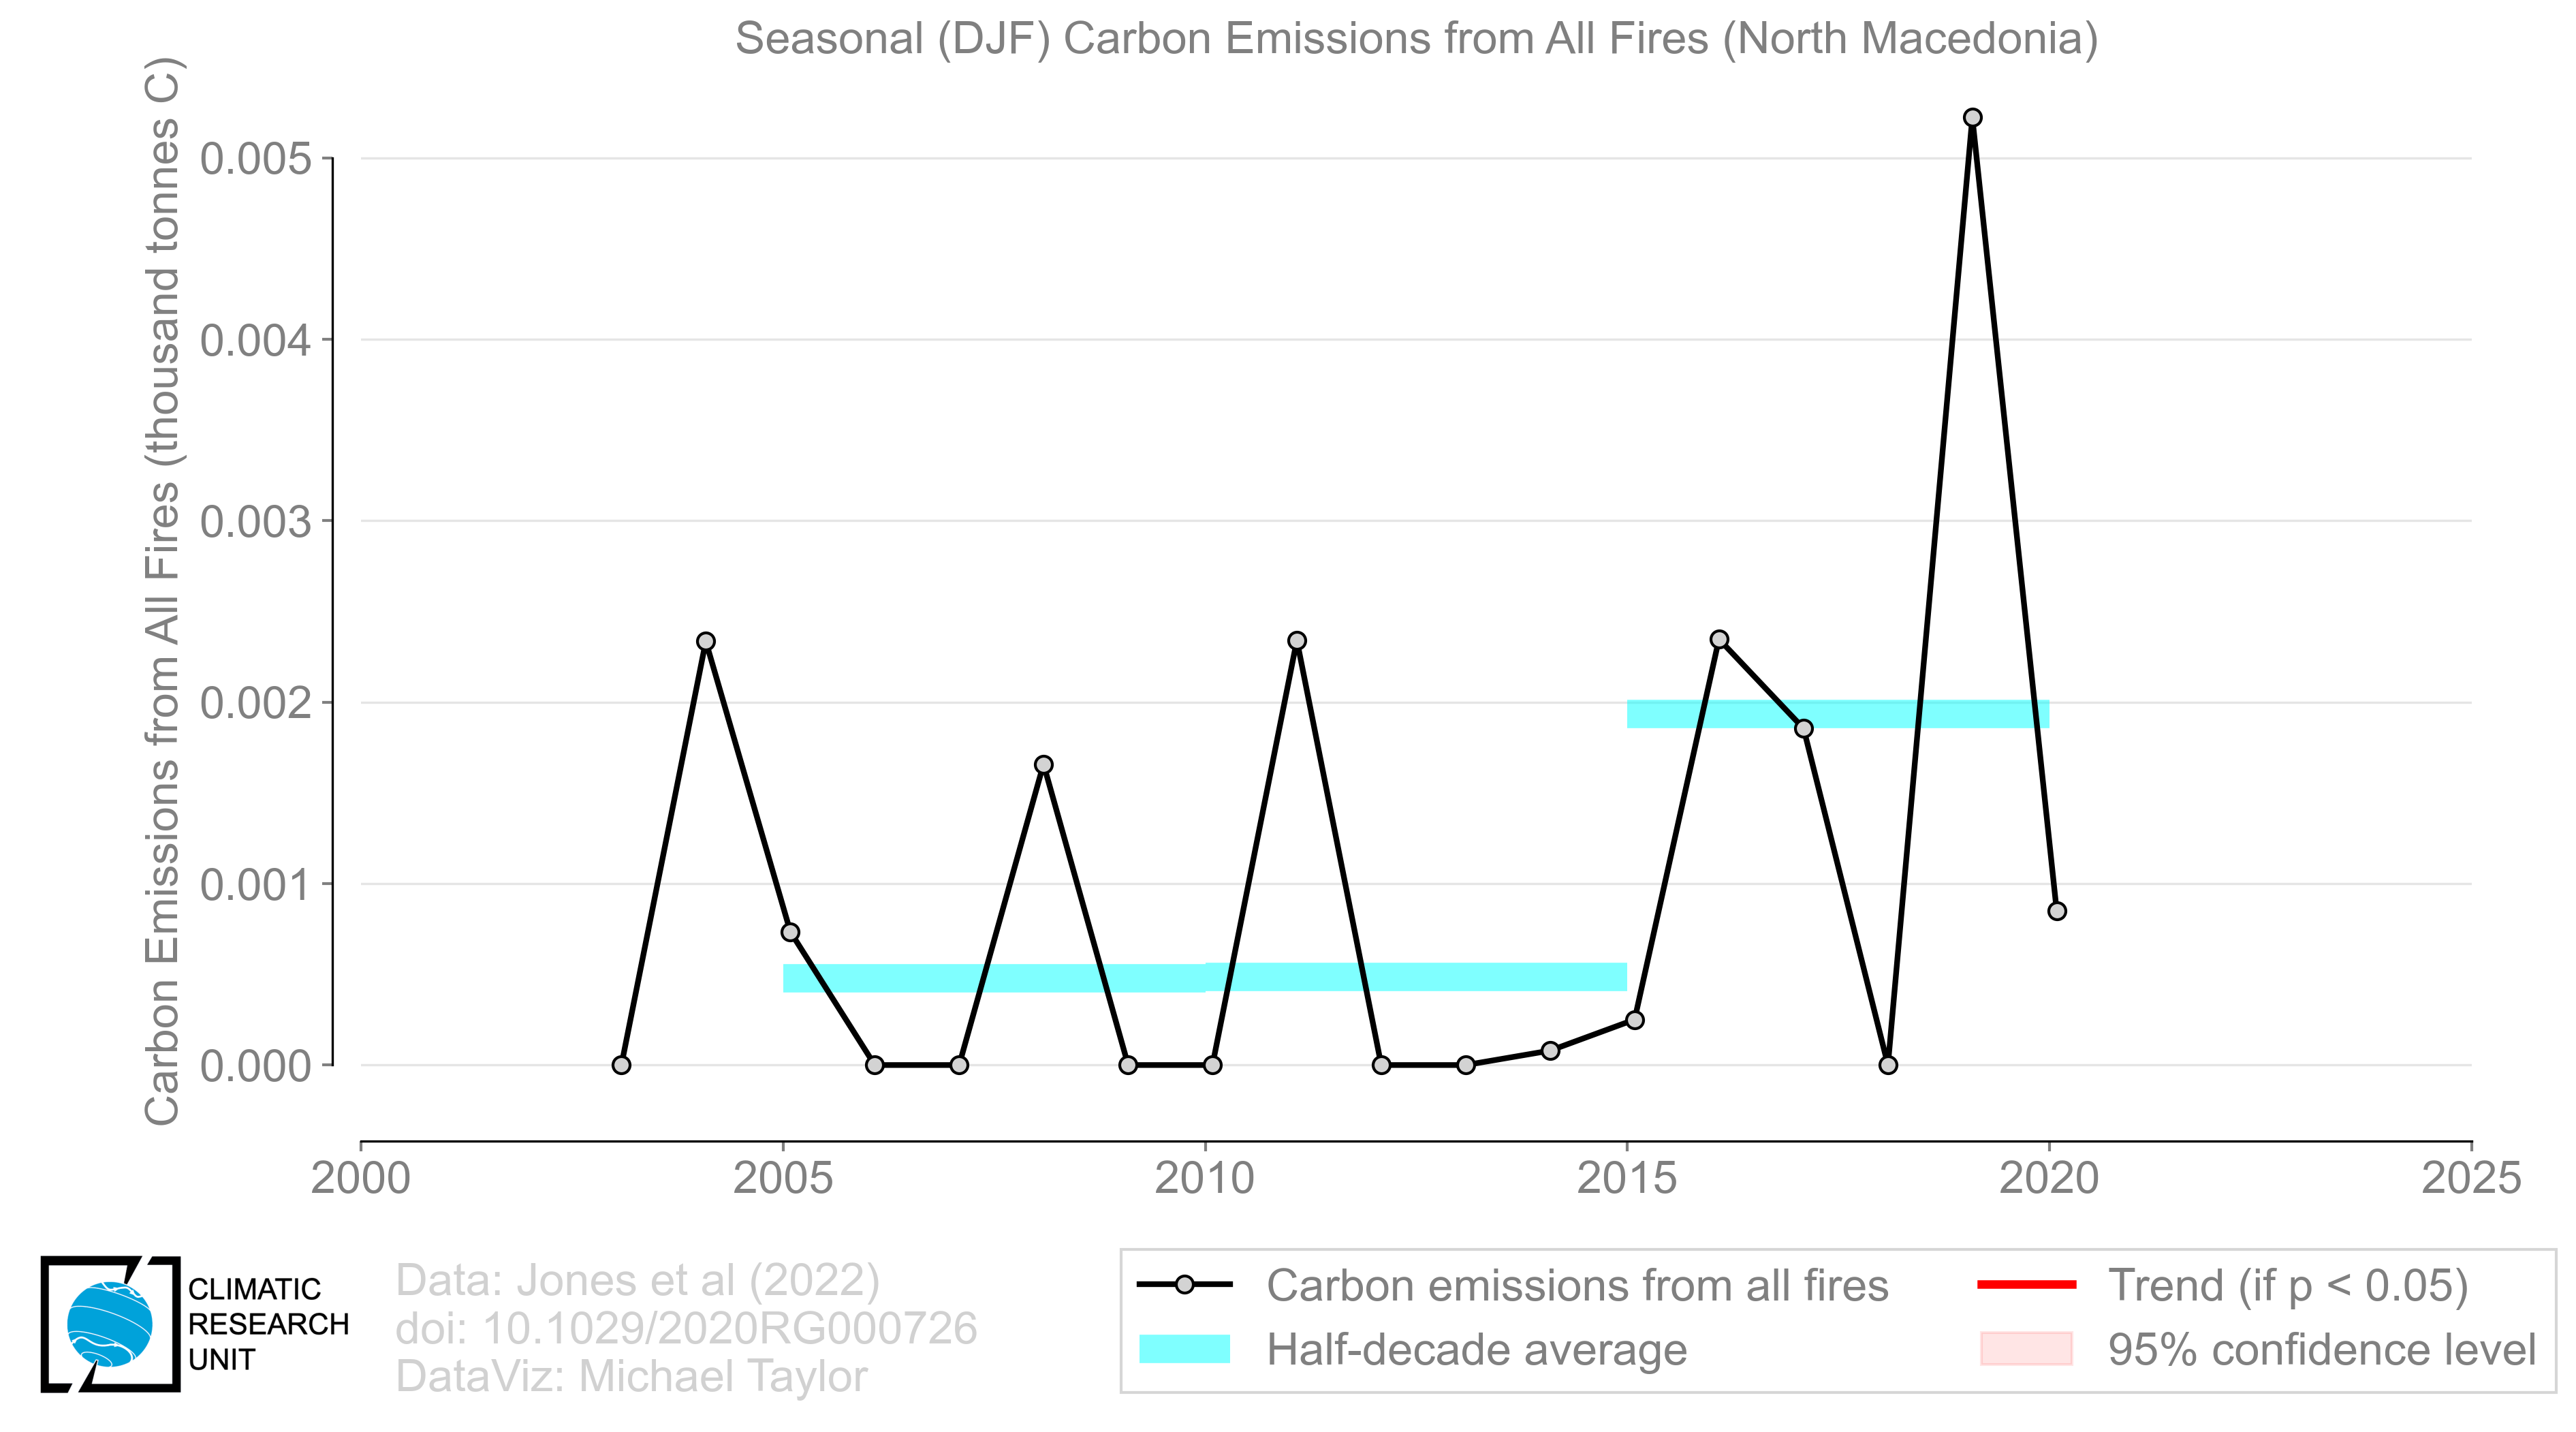 Seasonal (DJF) Carbon Emissions from All Fires (North Macedonia)
Carbon Emissions from All Fires (thousand tonnes C)
0.005
0.004
0.003
0.002
0.001
0.000
2000 2005 2010 2015 2020 2025
CLIMATIC
RESEARCH
UNIT
Data: Jones et al (2022)
doi: 10.1029/2020RG000726
DataViz: Michael Taylor
Carbon emissions from all fires
Half-decade average
Trend (if p < 0.05)
95% confidence level